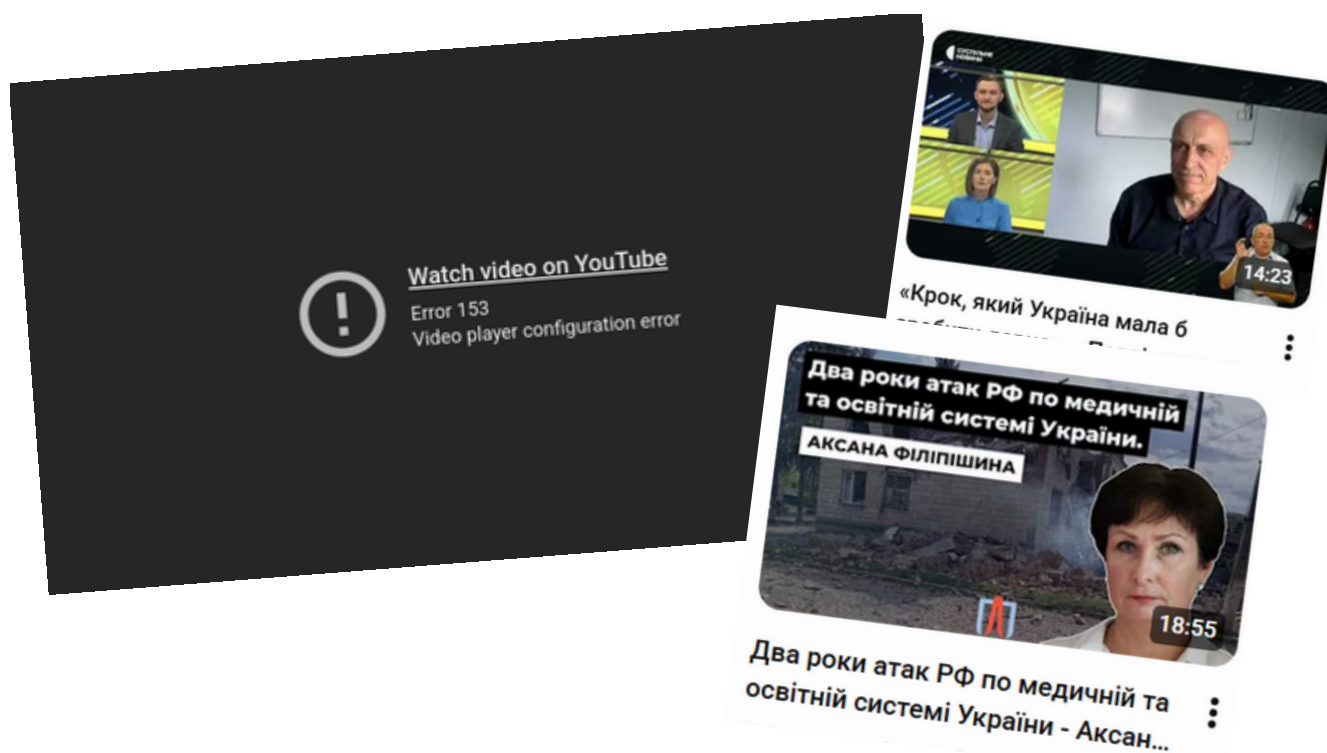 Watch video on YouTube
Error 153
Video player configuration error
СУСПІЛЬНЕ
НОВИНИ
14:23
«Крок, який Україна мала б
Два роки атак РФ по медичній
та освітній системі України.
АКСАНА ФІЛІПІШИНА
18:55
Два роки атак РФ по медичній та
освітній системі України - Аксан...